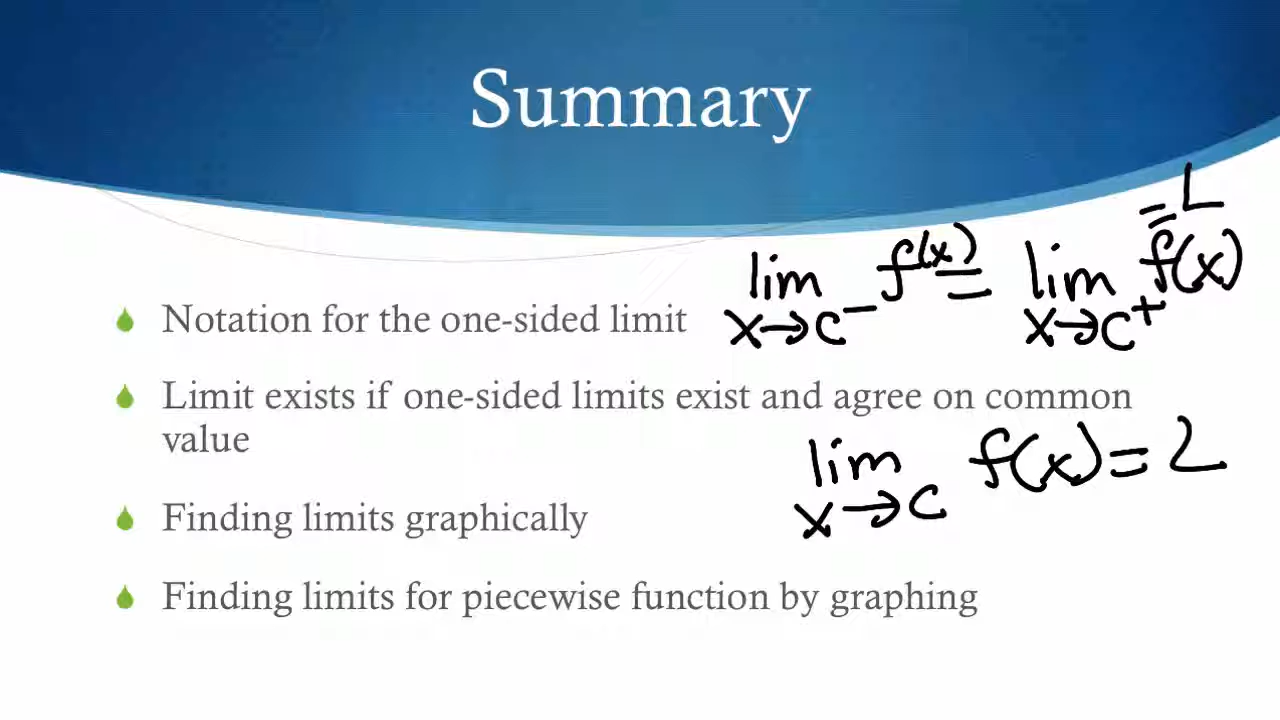 Summary
= L
lim f(x) = lim f(x)
x→c⁻ x→c⁺
Notation for the one-sided limit
Limit exists if one-sided limits exist and agree on common
value
lim f(x) = L
x→c
Finding limits graphically
Finding limits for piecewise function by graphing